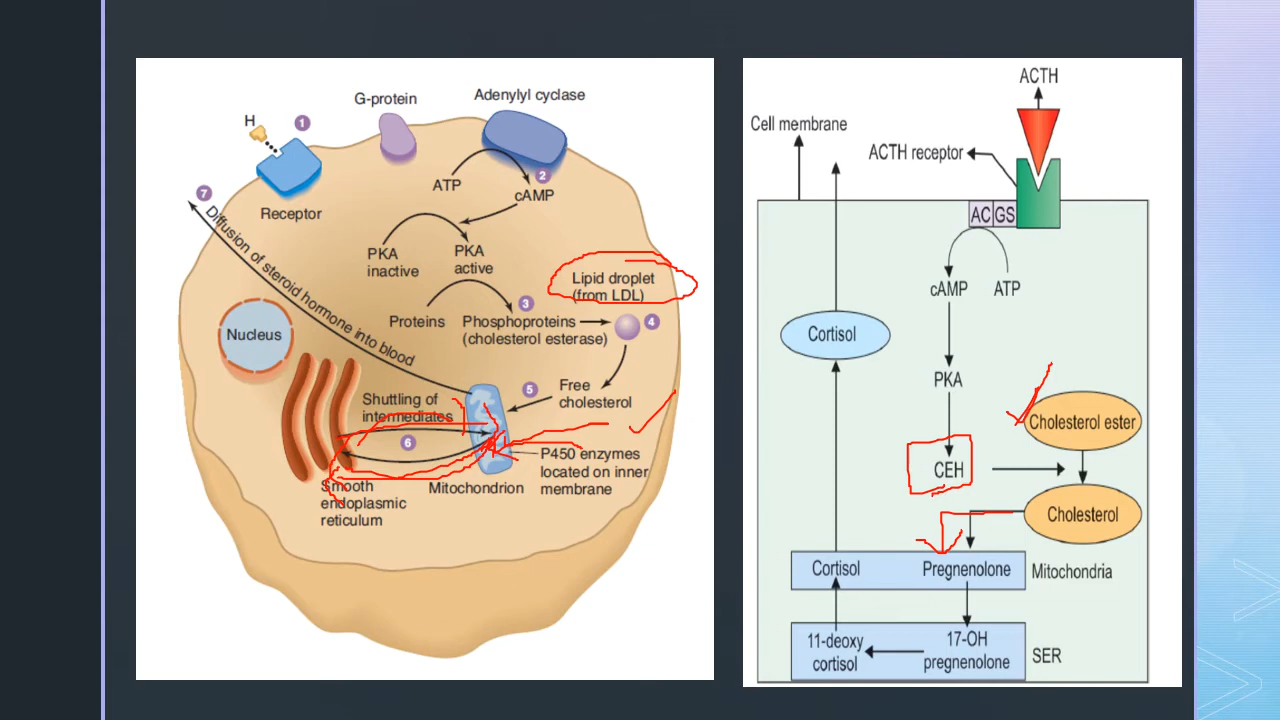 G-protein
Adenylyl cyclase
H
1
ATP
2
cAMP
7
Receptor
Diffusion of steroid hormone into blood
PKA
inactive
PKA
active
Lipid droplet
(from LDL)
3
Proteins
Phosphoproteins
(cholesterol esterase)
4
Nucleus
5
Free
cholesterol
Shuttling of
intermediates
6
P450 enzymes
located on inner
membrane
Smooth
endoplasmic
reticulum
Mitochondrion
ACTH
Cell membrane
ACTH receptor
AC GS
cAMP
ATP
Cortisol
PKA
Cholesterol ester
CEH
Cholesterol
Cortisol
Pregnenolone
Mitochondria
11-deoxy
cortisol
17-OH
pregnenolone
SER